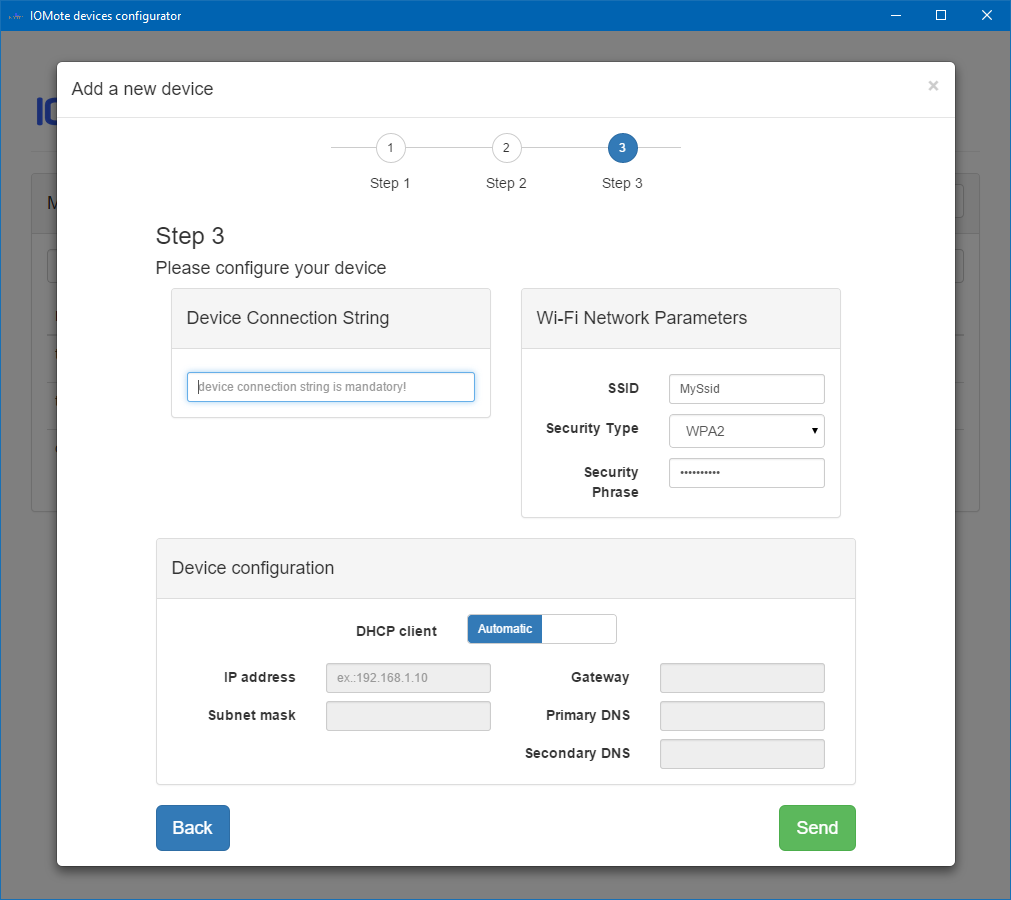 IOMote devices configurator
Add a new device
×
1
2
3
Step 1
Step 2
Step 3
Step 3
Please configure your device
Device Connection String
device connection string is mandatory!
Wi-Fi Network Parameters
SSID
MySsid
Security Type
WPA2
Security
Phrase
••••••••••
Device configuration
DHCP client
Automatic
IP address
ex.:192.168.1.10
Gateway
Subnet mask
Primary DNS
Secondary DNS
Back
Send